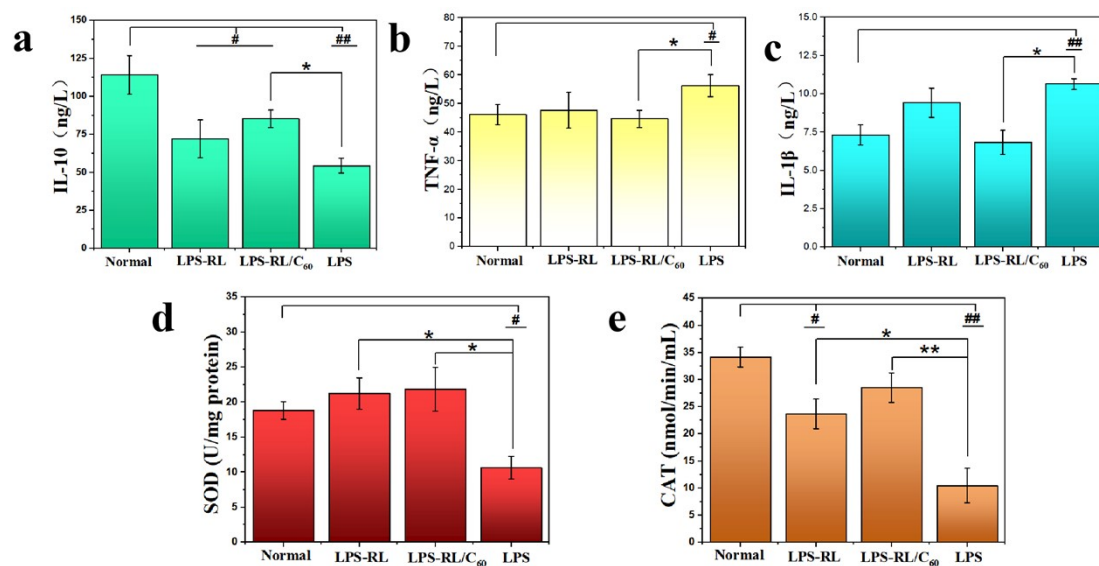 a
IL-10（ng/L）
150
125
100
75
50
25
0
#
##
*
Normal
LPS-RL
LPS-RL/C₆₀
LPS
b
TNF-α（ng/L）
80
70
60
50
40
30
20
10
0
#
*
Normal
LPS-RL
LPS-RL/C₆₀
LPS
c
IL-1β（ng/L）
15.0
12.5
10.0
7.5
5.0
2.5
0.0
##
*
Normal
LPS-RL
LPS-RL/C₆₀
LPS
d
SOD (U/mg protein)
35
30
25
20
15
10
5
0
#
*
*
Normal
LPS-RL
LPS-RL/C₆₀
LPS
e
CAT (nmol/min/mL)
45
40
35
30
25
20
15
10
5
0
#
##
*
**
Normal
LPS-RL
LPS-RL/C₆₀
LPS